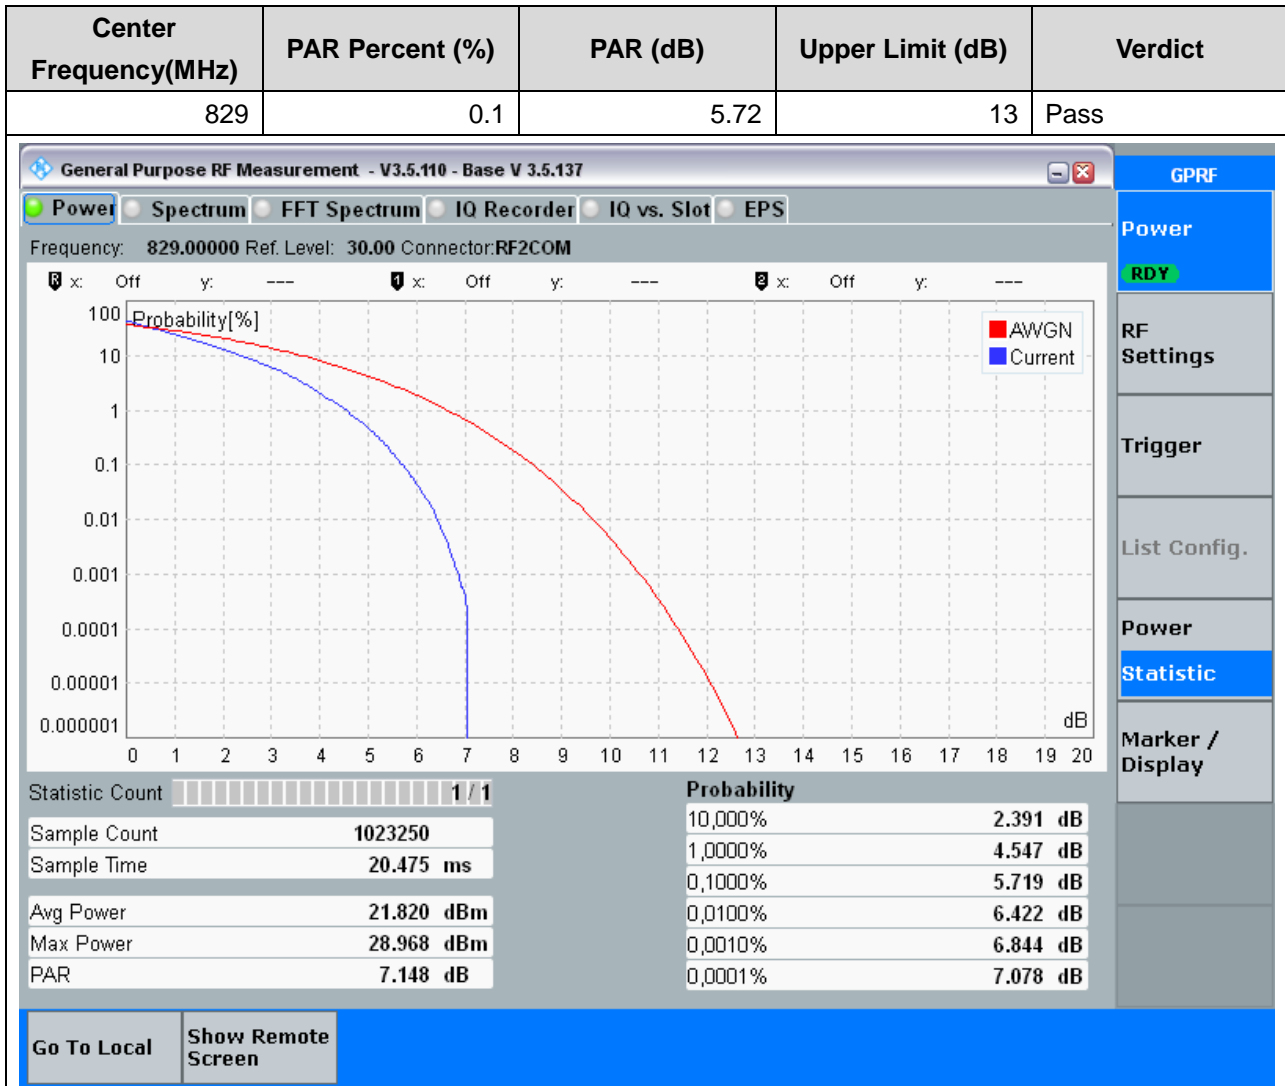 Center Frequency(MHz) PAR Percent (%) PAR (dB) Upper Limit (dB) Verdict
829 0.1 5.72 13 Pass
General Purpose RF Measurement - V3.5.110 - Base V 3.5.137
GPRF
Power Spectrum FFT Spectrum IQ Recorder IQ vs. Slot EPS
Frequency: 829.00000 Ref. Level: 30.00 Connector:RF2COM
R x: Off y: --- 1 x: Off y: --- 2 x: Off y: ---
Probability[%]
100
10
1
0.1
0.01
0.001
0.0001
0.00001
0.000001
AWGN
Current
dB
0 1 2 3 4 5 6 7 8 9 10 11 12 13 14 15 16 17 18 19 20
Statistic Count 1 / 1
Sample Count 1023250
Sample Time 20.475 ms
Avg Power 21.820 dBm
Max Power 28.968 dBm
PAR 7.148 dB
Probability
10,000% 2.391 dB
1,0000% 4.547 dB
0,1000% 5.719 dB
0,0100% 6.422 dB
0,0010% 6.844 dB
0,0001% 7.078 dB
Power
RDY
RF
Settings
Trigger
List Config.
Power
Statistic
Marker /
Display
Go To Local
Show Remote
Screen